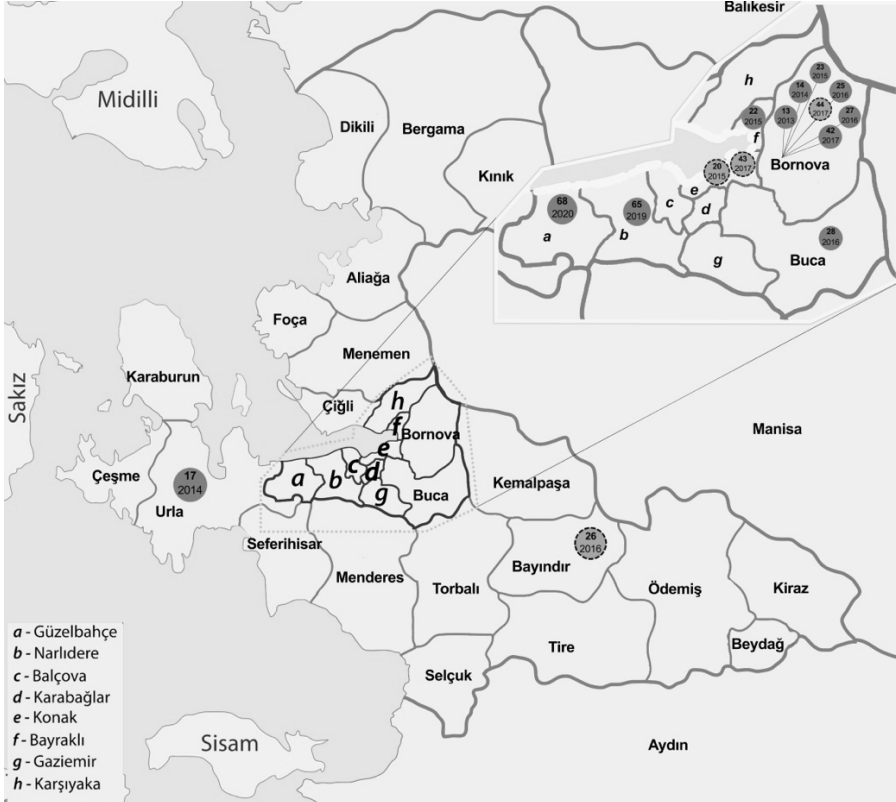 Balıkesir
Midilli
Dikili
Bergama
Kınık
h
23
2015
14
2014
25
2016
44
2017
22
2015
13
2013
27
2016
f
42
2017
Bornova
20
2015
43
2017
e
68
2020
65
2019
c
d
a
b
28
2016
g
Buca
Aliağa
Foça
Menemen
Karaburun
Sakız
Çiğli
h
f
Bornova
e
Manisa
Çeşme
17
2014
Urla
a
b
c
d
g
Buca
Kemalpaşa
Seferihisar
26
2016
Bayındır
Menderes
Torbalı
Ödemiş
Kiraz
Tire
Beydağ
Selçuk
Sisam
Aydın
a - Güzelbahçe
b - Narlıdere
c - Balçova
d - Karabağlar
e - Konak
f - Bayraklı
g - Gaziemir
h - Karşıyaka